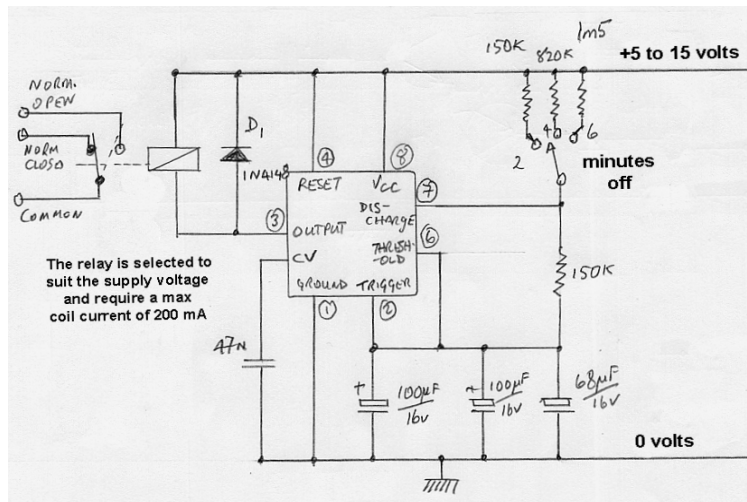 1m5
150K
820K
+5 to 15 volts
NORM.
OPEN
NORM
CLOSD
COMMON
D1
1N4148
4
8
RESET
VCC
7
DIS-
CHARGE
3
OUTPUT
6
THRESH-
OLD
CV
GROUND
TRIGGER
1
2
2
4
6
A
minutes
off
150K
The relay is selected to
suit the supply voltage
and require a max
coil current of 200 mA
47N
+
100µF
16V
+
100µF
16V
68µF
16V
0 volts